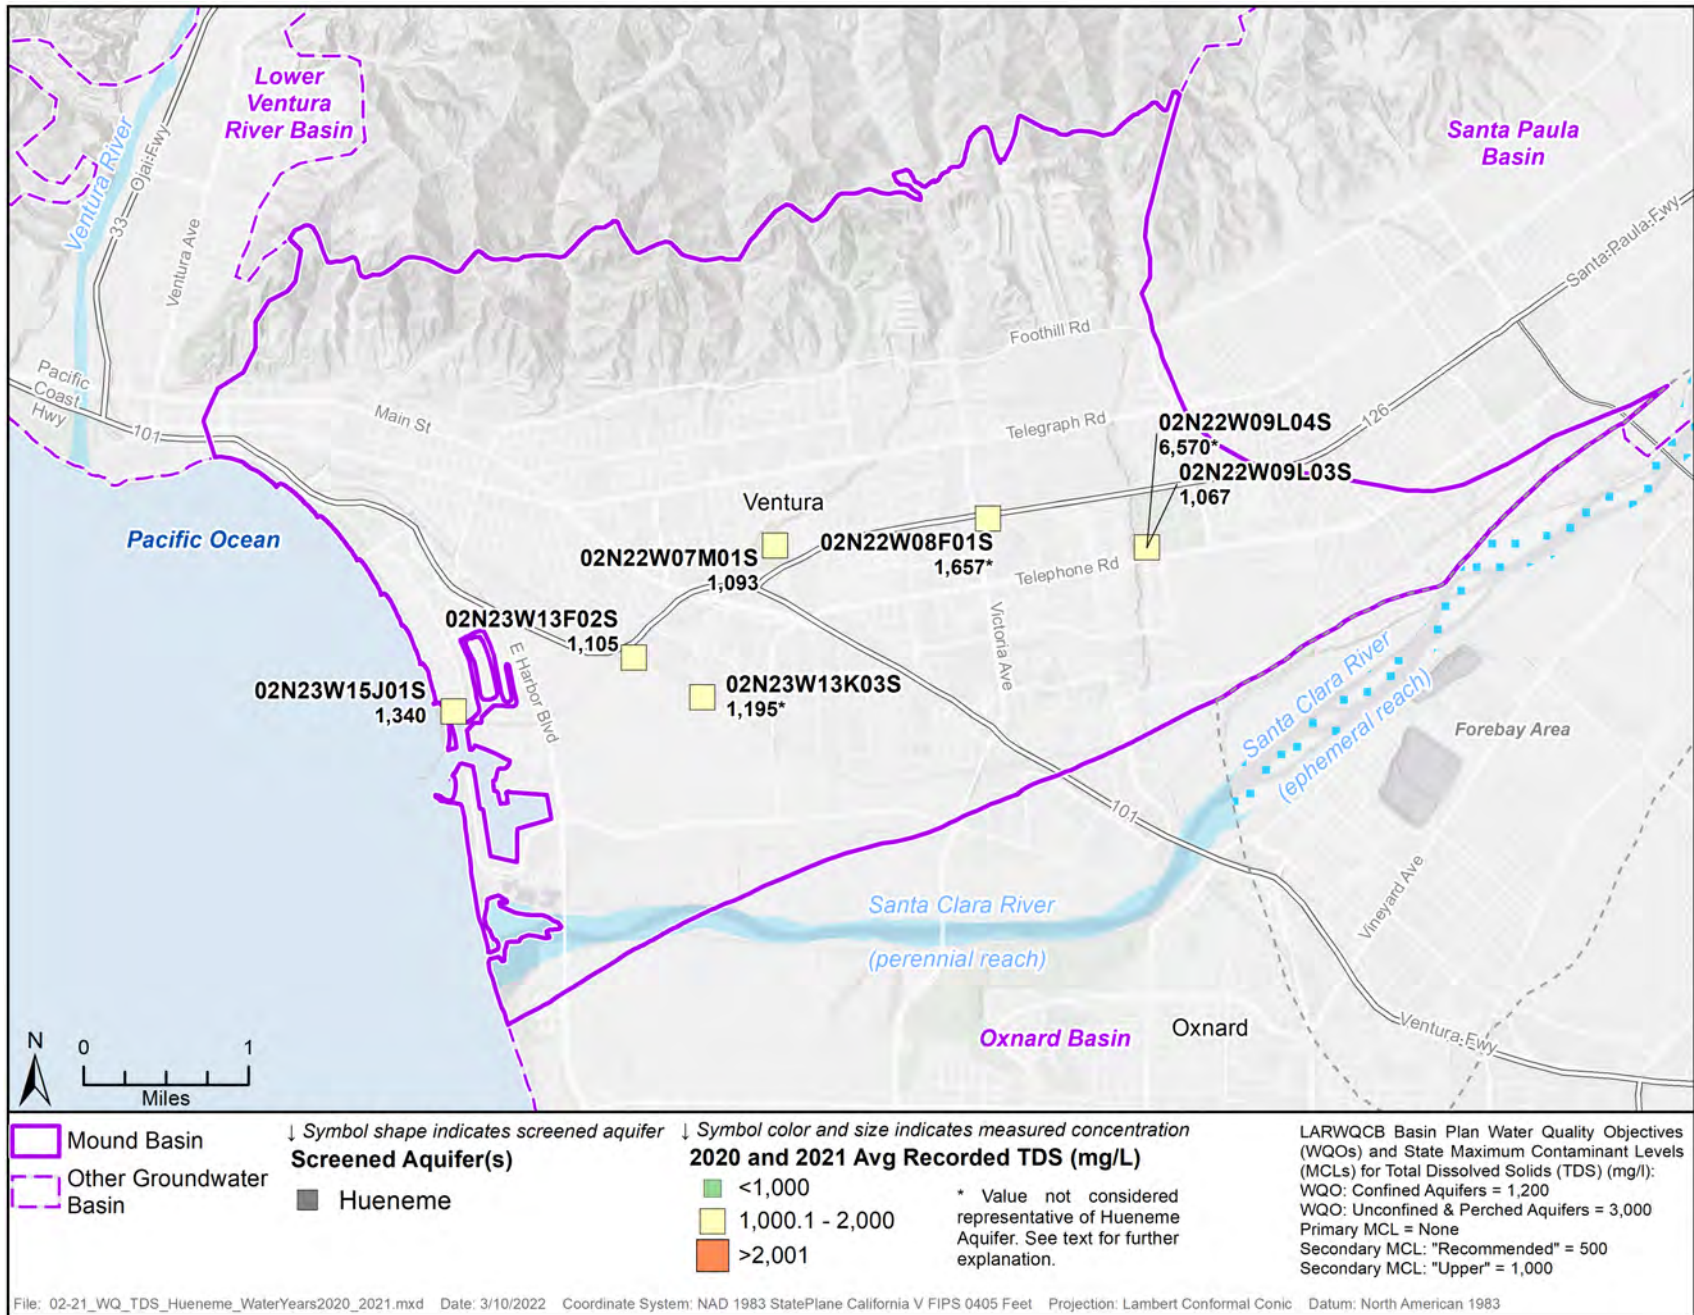 Lower
Ventura
River Basin
Santa Paula
Basin
Ventura River
33
Ojai Fwy
Ventura Ave
Santa Paula Fwy
Foothill Rd
Pacific
Coast
Hwy
101
Main St
Telegraph Rd
126
02N22W09L04S
6,570*
02N22W09L03S
1,067
Ventura
Pacific Ocean
02N22W07M01S
1,093
02N22W08F01S
1,657*
Telephone Rd
Victoria Ave
02N23W13F02S
1,105
E Harbor Blvd
02N23W15J01S
1,340
02N23W13K03S
1,195*
Santa Clara River
(ephemeral reach)
Forebay Area
101
Vineyard Ave
Santa Clara River
(perennial reach)
Oxnard Basin
Oxnard
Ventura Fwy
N
0 1
Miles
Mound Basin
Other Groundwater
Basin
↓ Symbol shape indicates screened aquifer
Screened Aquifer(s)
Hueneme
↓ Symbol color and size indicates measured concentration
2020 and 2021 Avg Recorded TDS (mg/L)
<1,000
1,000.1 - 2,000
>2,001
* Value not considered
representative of Hueneme
Aquifer. See text for further
explanation.
LARWQCB Basin Plan Water Quality Objectives
(WQOs) and State Maximum Contaminant Levels
(MCLs) for Total Dissolved Solids (TDS) (mg/l):
WQO: Confined Aquifers = 1,200
WQO: Unconfined & Perched Aquifers = 3,000
Primary MCL = None
Secondary MCL: "Recommended" = 500
Secondary MCL: "Upper" = 1,000
File: 02-21_WQ_TDS_Hueneme_WaterYears2020_2021.mxd Date: 3/10/2022 Coordinate System: NAD 1983 StatePlane California V FIPS 0405 Feet Projection: Lambert Conformal Conic Datum: North American 1983